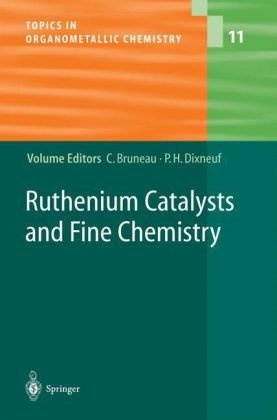 TOPICS IN
ORGANOMETALLIC CHEMISTRY
11
Volume Editors C. Bruneau · P. H. Dixneuf
Ruthenium Catalysts
and Fine Chemistry
Springer